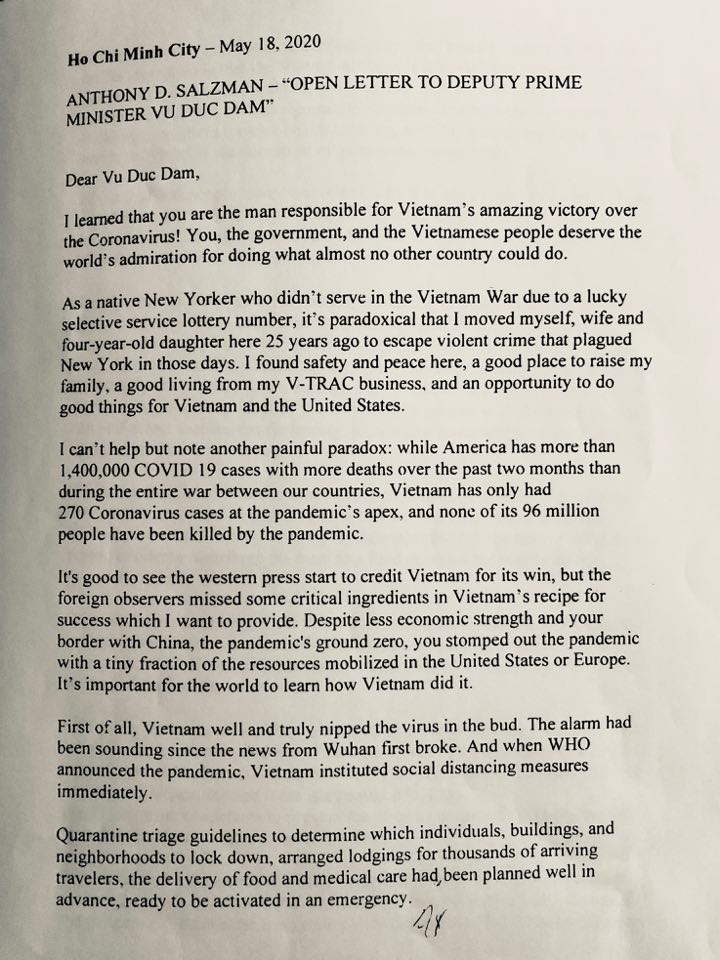 Ho Chi Minh City – May 18, 2020
ANTHONY D. SALZMAN – “OPEN LETTER TO DEPUTY PRIME
MINISTER VU DUC DAM”
Dear Vu Duc Dam,
I learned that you are the man responsible for Vietnam’s amazing victory over
the Coronavirus! You, the government, and the Vietnamese people deserve the
world’s admiration for doing what almost no other country could do.
As a native New Yorker who didn’t serve in the Vietnam War due to a lucky
selective service lottery number, it’s paradoxical that I moved myself, wife and
four-year-old daughter here 25 years ago to escape violent crime that plagued
New York in those days. I found safety and peace here, a good place to raise my
family, a good living from my V-TRAC business, and an opportunity to do
good things for Vietnam and the United States.
I can’t help but note another painful paradox: while America has more than
1,400,000 COVID 19 cases with more deaths over the past two months than
during the entire war between our countries, Vietnam has only had
270 Coronavirus cases at the pandemic’s apex, and none of its 96 million
people have been killed by the pandemic.
It's good to see the western press start to credit Vietnam for its win, but the
foreign observers missed some critical ingredients in Vietnam’s recipe for
success which I want to provide. Despite less economic strength and your
border with China, the pandemic's ground zero, you stomped out the pandemic
with a tiny fraction of the resources mobilized in the United States or Europe.
It’s important for the world to learn how Vietnam did it.
First of all, Vietnam well and truly nipped the virus in the bud. The alarm had
been sounding since the news from Wuhan first broke. And when WHO
announced the pandemic, Vietnam instituted social distancing measures
immediately.
Quarantine triage guidelines to determine which individuals, buildings, and
neighborhoods to lock down, arranged lodgings for thousands of arriving
travelers, the delivery of food and medical care had been planned well in
advance, ready to be activated in an emergency.